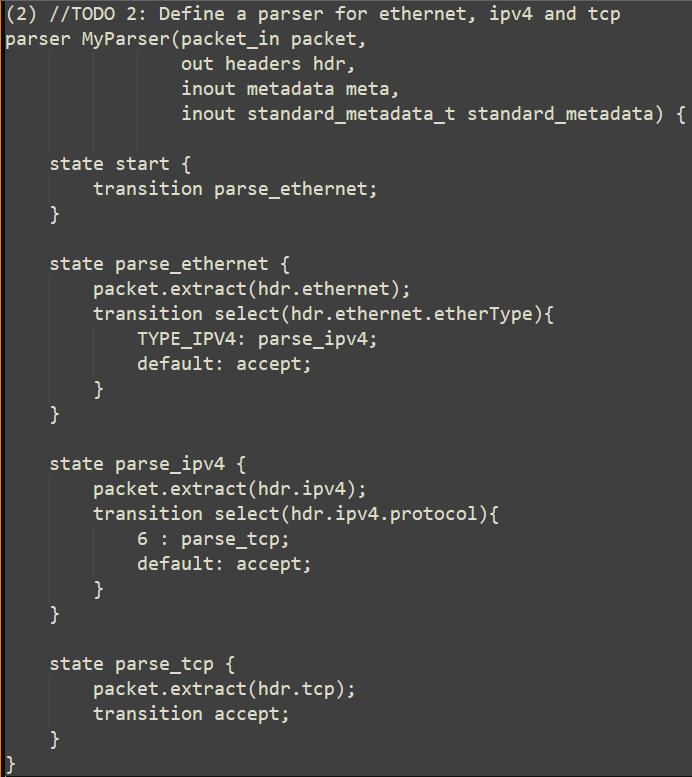 (2) //TODO 2: Define a parser for ethernet, ipv4 and tcp
parser MyParser(packet_in packet,
                out headers hdr,
                inout metadata meta,
                inout standard_metadata_t standard_metadata) {

    state start {
        transition parse_ethernet;
    }

    state parse_ethernet {
        packet.extract(hdr.ethernet);
        transition select(hdr.ethernet.etherType){
            TYPE_IPV4: parse_ipv4;
            default: accept;
        }
    }

    state parse_ipv4 {
        packet.extract(hdr.ipv4);
        transition select(hdr.ipv4.protocol){
            6 : parse_tcp;
            default: accept;
        }
    }

    state parse_tcp {
        packet.extract(hdr.tcp);
        transition accept;
    }
}